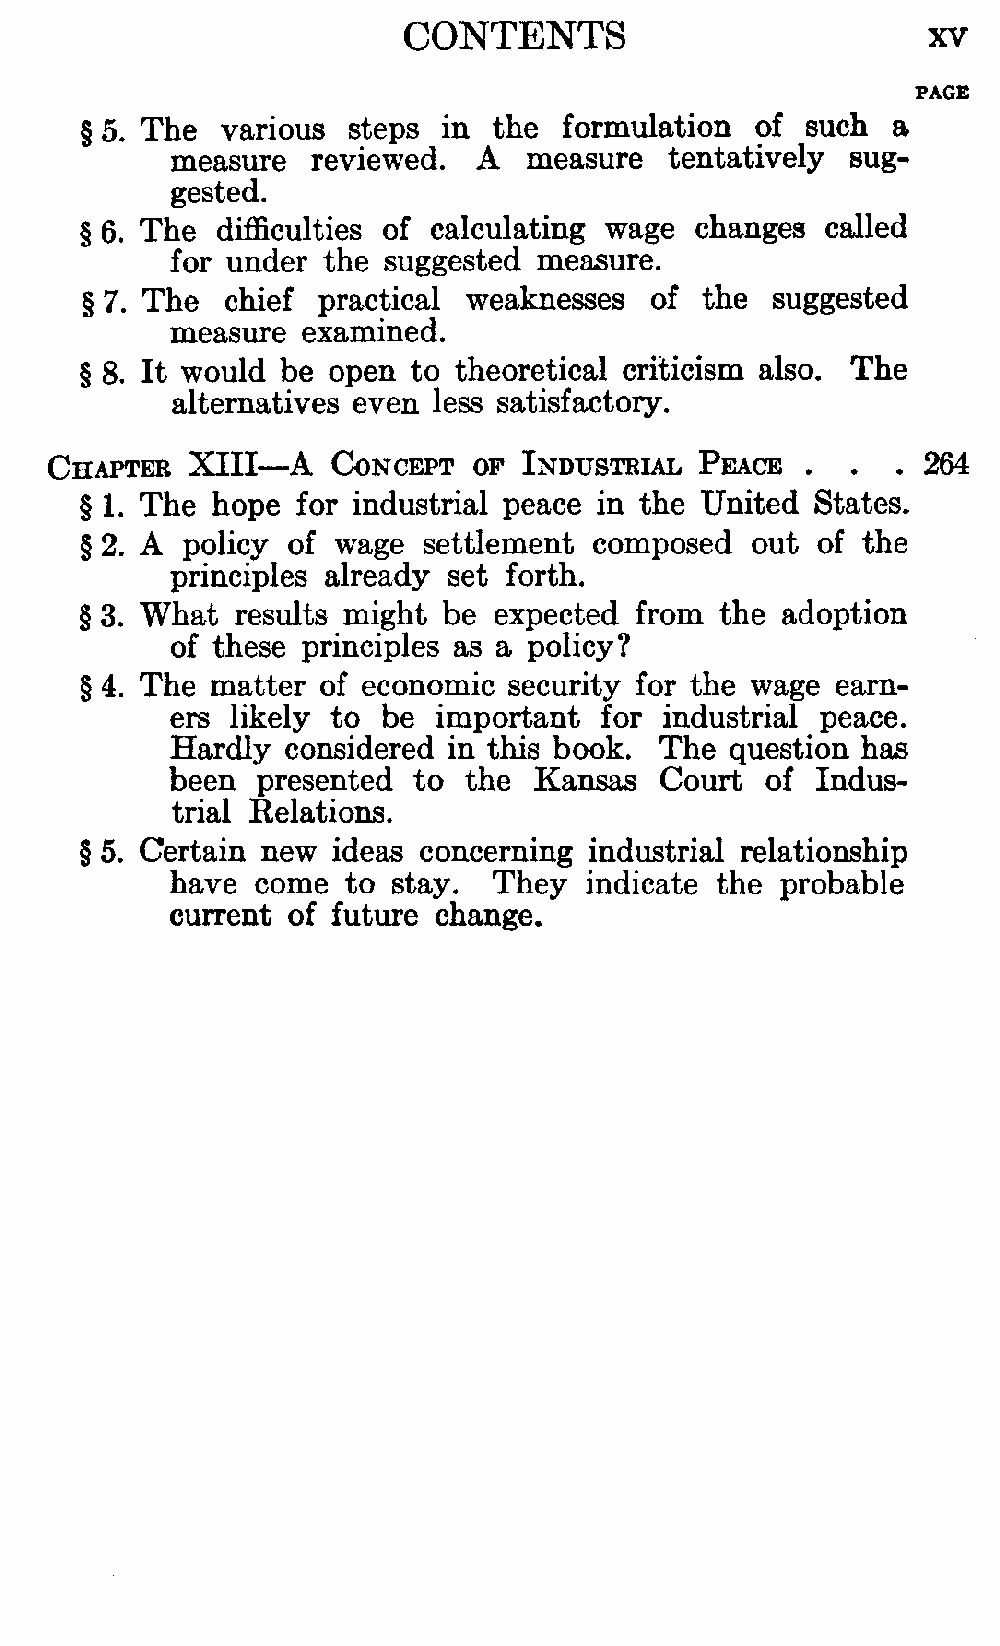 CONTENTS xv
PAGE
§ 5. The various steps in the formulation of such a
measure reviewed. A measure tentatively sug-
gested.
§ 6. The difficulties of calculating wage changes called
for under the suggested measure.
§ 7. The chief practical weaknesses of the suggested
measure examined.
§ 8. It would be open to theoretical criticism also. The
alternatives even less satisfactory.
CHAPTER XIII—A CONCEPT OF INDUSTRIAL PEACE . . . 264
§ 1. The hope for industrial peace in the United States.
§ 2. A policy of wage settlement composed out of the
principles already set forth.
§ 3. What results might be expected from the adoption
of these principles as a policy?
§ 4. The matter of economic security for the wage earn-
ers likely to be important for industrial peace.
Hardly considered in this book. The question has
been presented to the Kansas Court of Indus-
trial Relations.
§ 5. Certain new ideas concerning industrial relationship
have come to stay. They indicate the probable
current of future change.